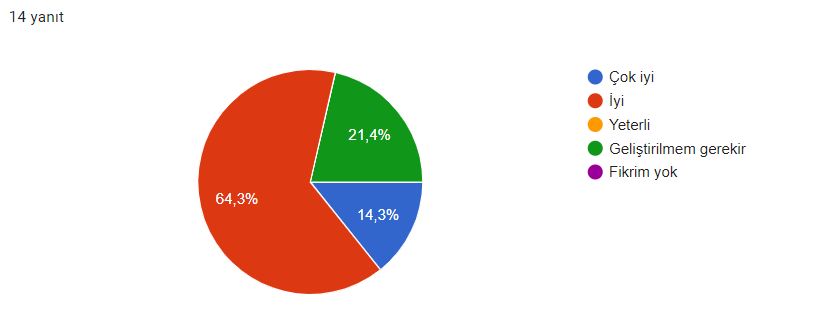 14 yanıt
Çok iyi
İyi
Yeterli
Geliştirilmem gerekir
Fikrim yok
21,4%
64,3%
14,3%